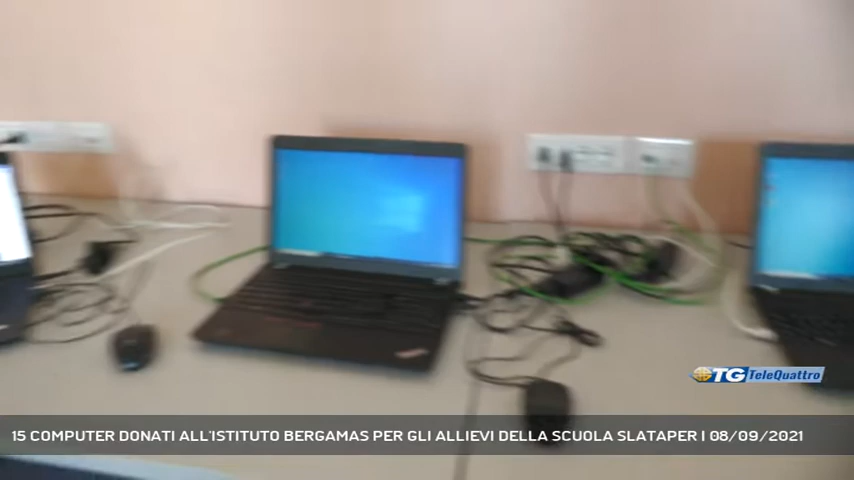 TG TeleQuattro
15 COMPUTER DONATI ALL'ISTITUTO BERGAMAS PER GLI ALLIEVI DELLA SCUOLA SLATAPER | 08/09/2021